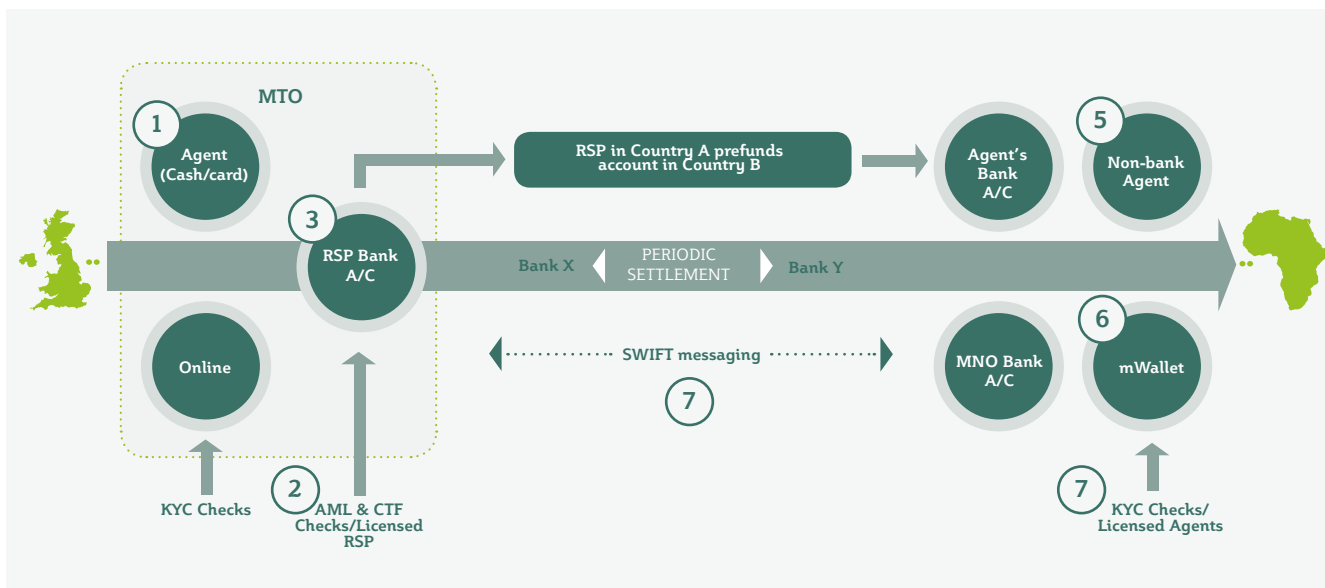 MTO
1
Agent
(Cash/card)
3
RSP Bank
A/C
Online
KYC Checks
2
AML & CTF
Checks/Licensed
RSP
RSP in Country A prefunds
account in Country B
Bank X
PERIODIC
SETTLEMENT
Bank Y
SWIFT messaging
7
Agent's
Bank
A/C
5
Non-bank
Agent
MNO Bank
A/C
6
mWallet
7
KYC Checks/
Licensed Agents